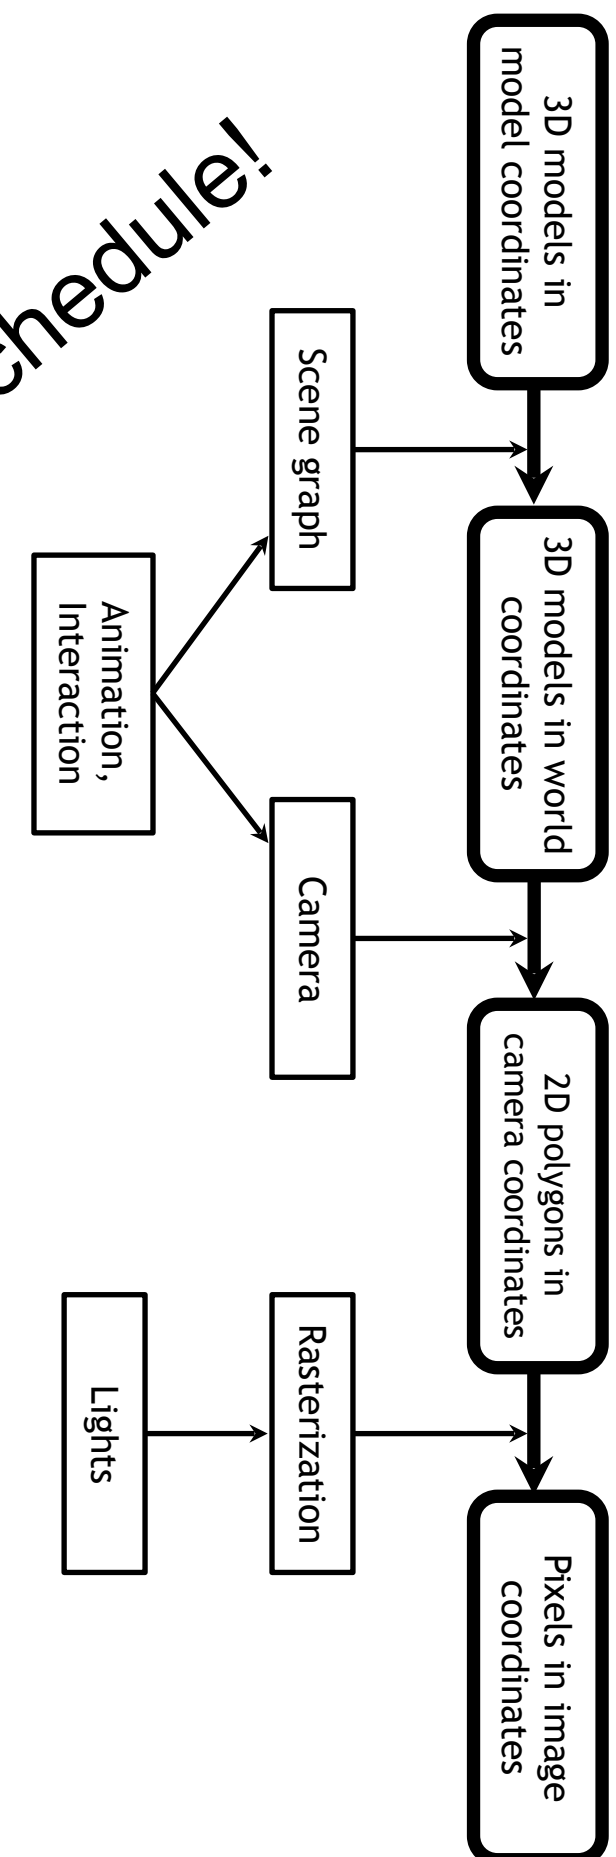 3D models in
model coordinates
3D models in world
coordinates
2D polygons in
camera coordinates
Pixels in image
coordinates
Scene graph
Camera
Rasterization
Animation,
Interaction
Lights